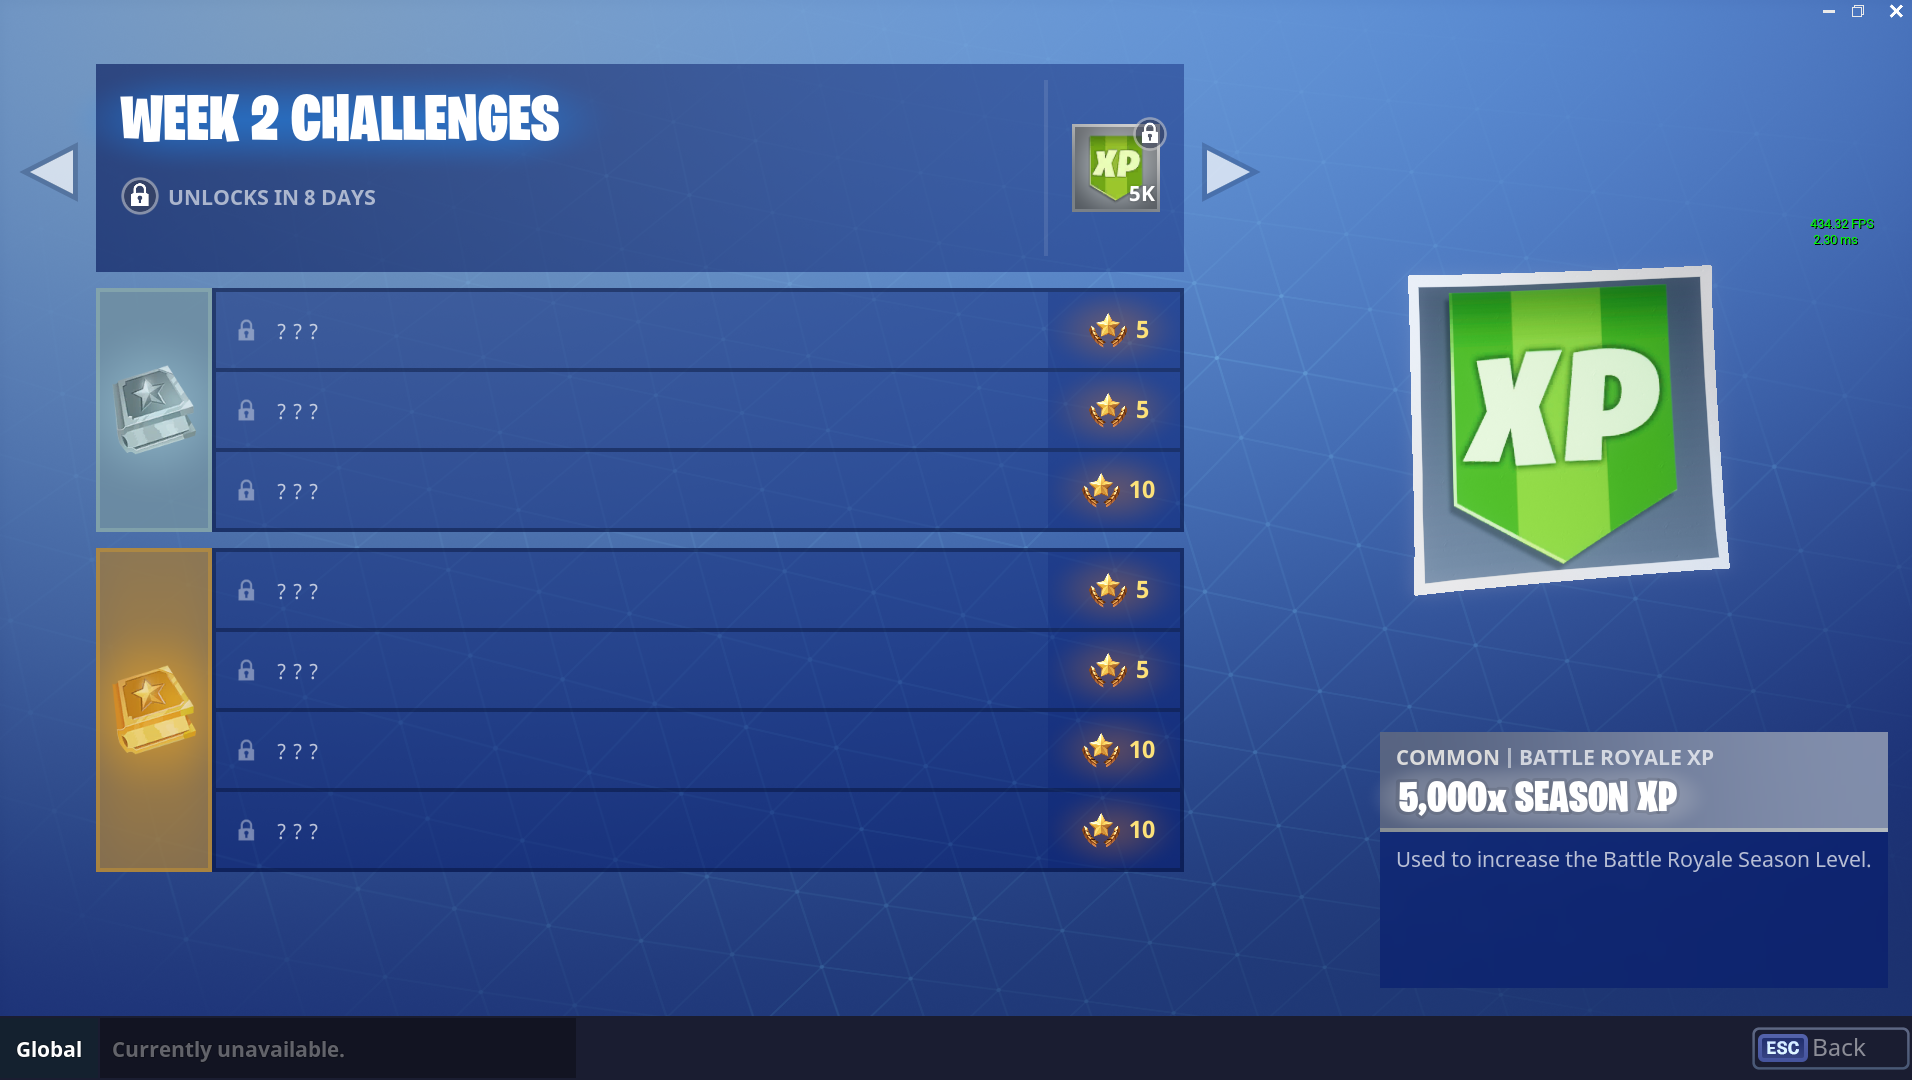 WEEK 2 CHALLENGES
UNLOCKS IN 8 DAYS
XP
5K
434.32 FPS
2.30 ms
? ? ? 5
? ? ? 5
? ? ? 10
? ? ? 5
? ? ? 5
? ? ? 10
? ? ? 10
XP
COMMON | BATTLE ROYALE XP
5,000x SEASON XP
Used to increase the Battle Royale Season Level.
Global Currently unavailable.
ESC Back